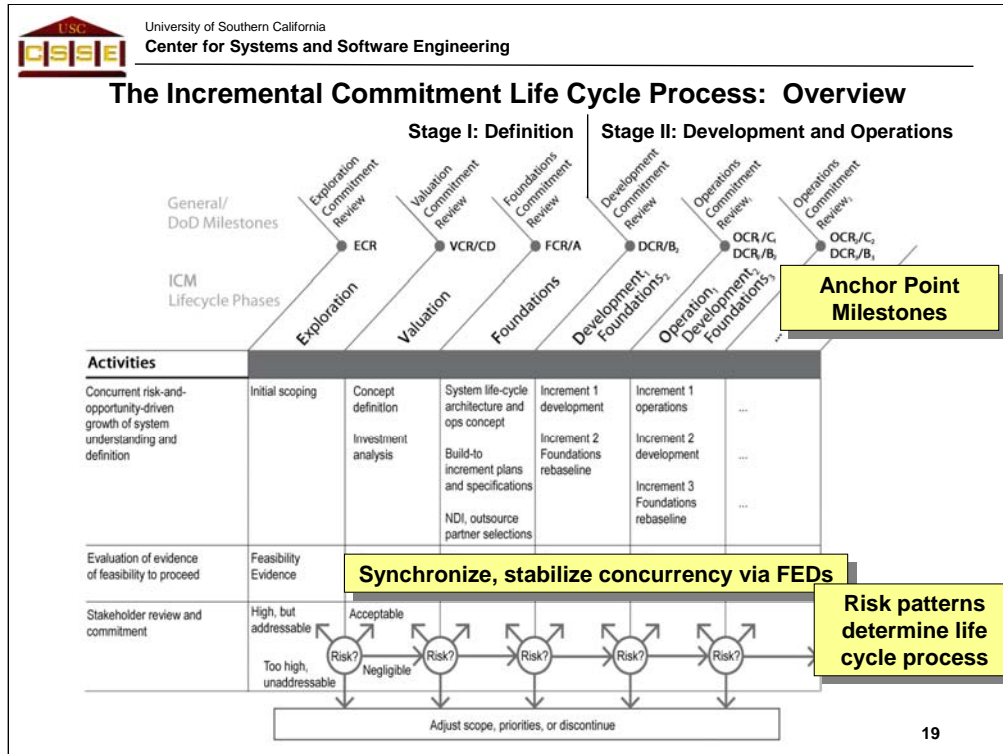 USC
CSSE
University of Southern California
Center for Systems and Software Engineering
The Incremental Commitment Life Cycle Process: Overview
Stage I: Definition
Stage II: Development and Operations
General/
DoD Milestones
Exploration
Commitment
Review
Valuation
Commitment
Review
Foundations
Commitment
Review
Development
Commitment
Review
Operations
Commitment
Review₁
Operations
Commitment
Review₂
ECR
VCR/CD
FCR/A
DCR/B₂
OCR₁/C₁
DCR₂/B₂
OCR₂/C₂
DCR₃/B₃
ICM
Lifecycle Phases
Exploration
Valuation
Foundations
Development₁
Foundations₂
Operation₁
Development₂
Foundations₃
...
Anchor Point
Milestones
Activities
Concurrent risk-and-
opportunity-driven
growth of system
understanding and
definition
Initial scoping
Concept
definition
Investment
analysis
System life-cycle
architecture and
ops concept
Build-to
increment plans
and specifications
NDI, outsource
partner selections
Increment 1
development
Increment 2
Foundations
rebaseline
Increment 1
operations
Increment 2
development
Increment 3
Foundations
rebaseline
...
...
...
Evaluation of evidence
of feasibility to proceed
Feasibility
Evidence
Synchronize, stabilize concurrency via FEDs
Stakeholder review and
commitment
High, but
addressable
Acceptable
Too high,
unaddressable
Negligible
Risk?
Risk?
Risk?
Risk?
Risk?
Risk patterns
determine life
cycle process
Adjust scope, priorities, or discontinue
19